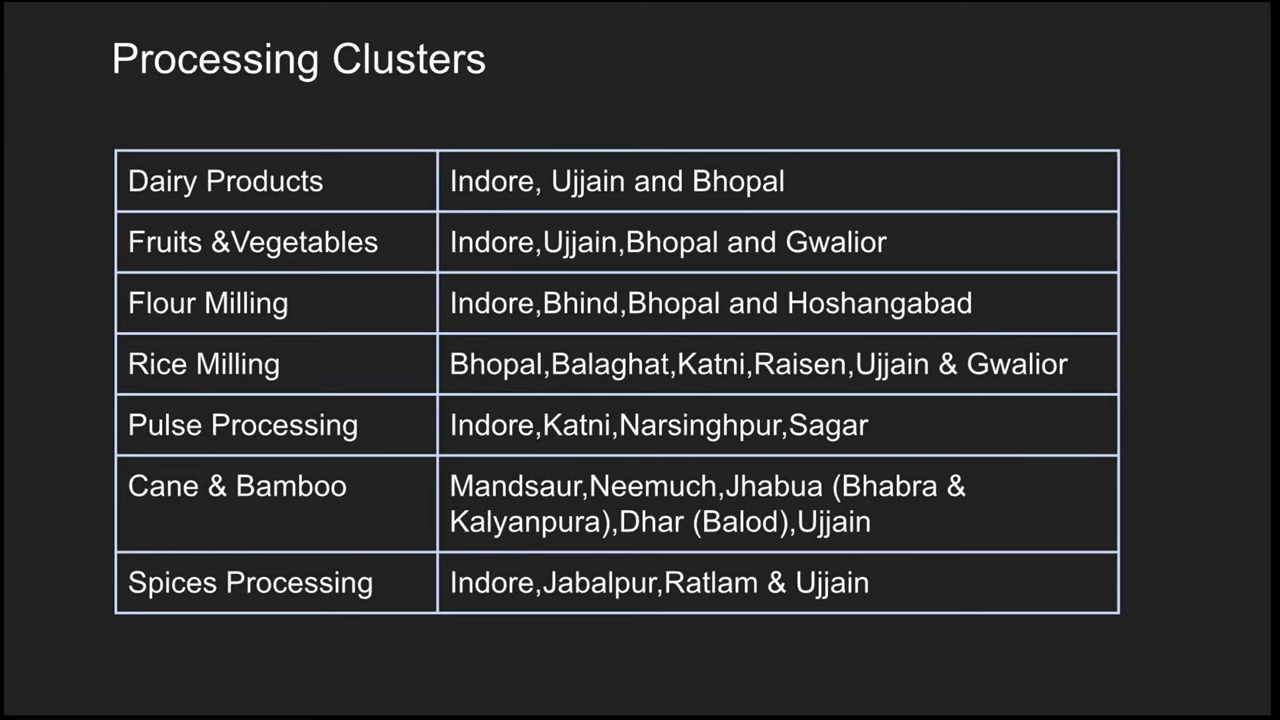 Processing Clusters
Dairy Products
Indore, Ujjain and Bhopal
Fruits &Vegetables
Indore,Ujjain,Bhopal and Gwalior
Flour Milling
Indore,Bhind,Bhopal and Hoshangabad
Rice Milling
Bhopal,Balaghat,Katni,Raisen,Ujjain & Gwalior
Pulse Processing
Indore,Katni,Narsinghpur,Sagar
Cane & Bamboo
Mandsaur,Neemuch,Jhabua (Bhabra &
Kalyanpura),Dhar (Balod),Ujjain
Spices Processing
Indore,Jabalpur,Ratlam & Ujjain